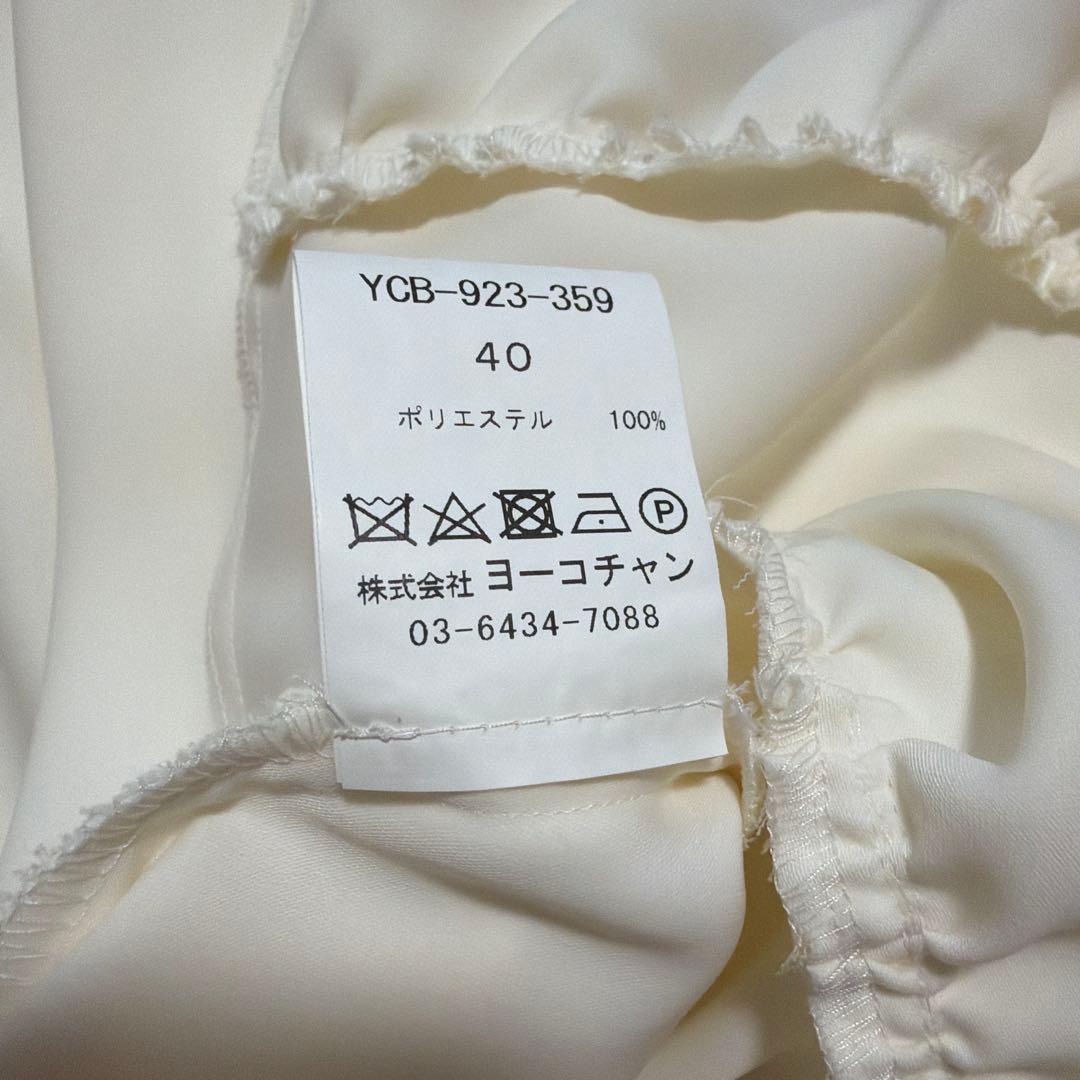 YCB-923-359
40
ポリエステル 100%
P
株式会社 ヨーコチャン
03-6434-7088